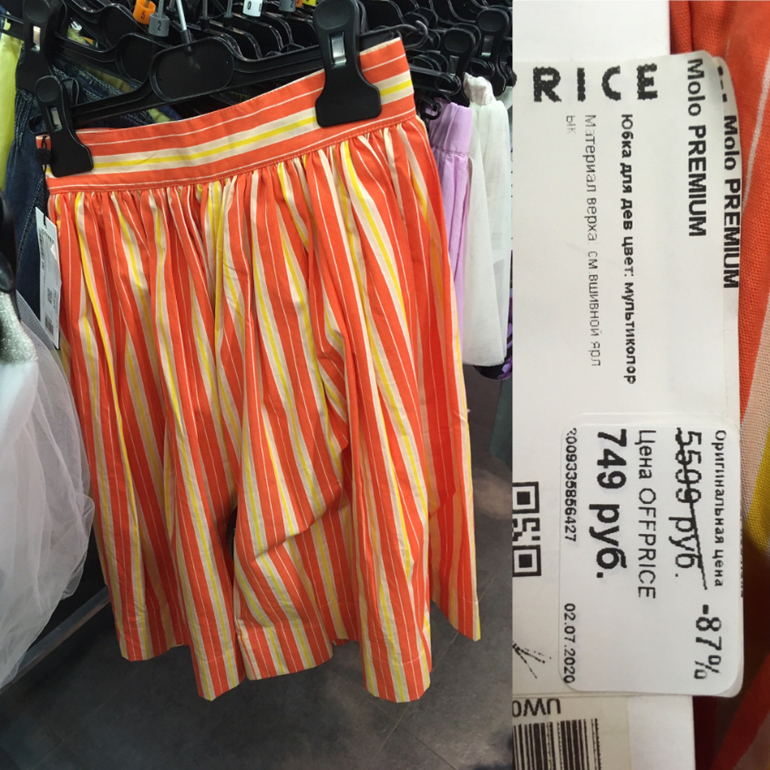 Molo PREMIUM
Molo PREMIUM
Юбка для дев цвет: мультиколор
Материал верха см вшивной ярл
ык
Оригинальная цена
5509 руб.
-87%
Цена OFFPRICE
749 руб.
2009335856427
02.07.2020